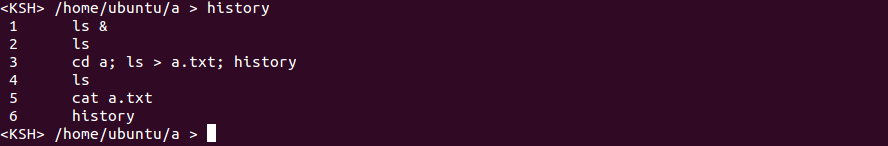 <KSH> /home/ubuntu/a > history
1 ls &
2 ls
3 cd a; ls > a.txt; history
4 ls
5 cat a.txt
6 history
<KSH> /home/ubuntu/a >